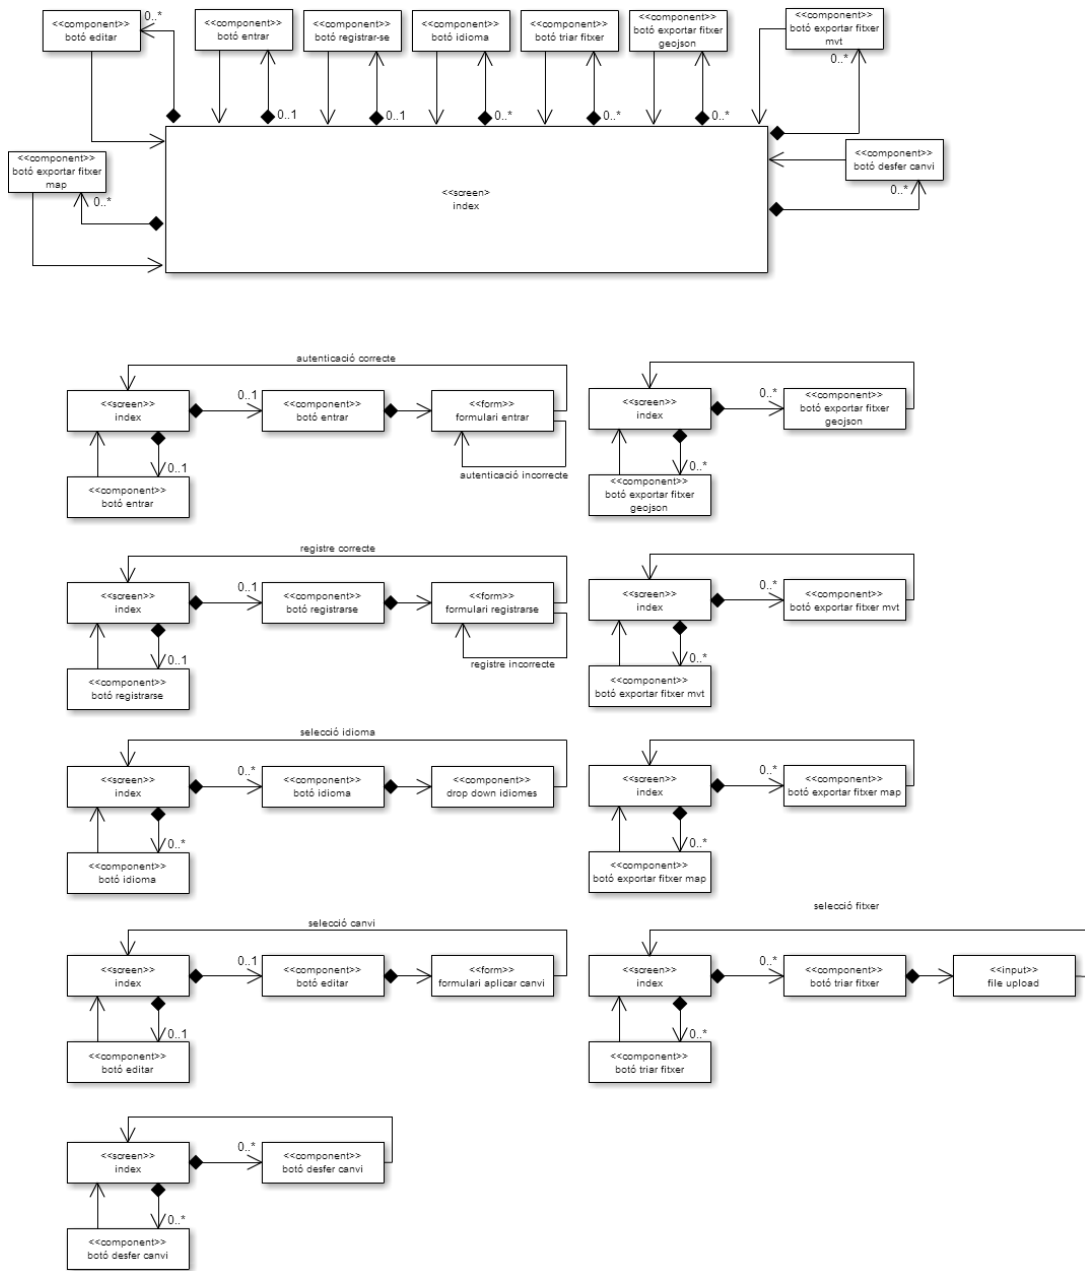 <<component>>
botó editar
0..*
<<component>>
botó entrar
0..1
<<component>>
botó registrar-se
0..1
<<component>>
botó idioma
0..*
<<component>>
botó triar fitxer
0..*
<<component>>
botó exportar fitxer
geojson
0..*
<<component>>
botó exportar fitxer
mvt
0..*
<<component>>
botó exportar fitxer
map
0..*
<<screen>
index
<<component>>
botó desfer canvi
0..*
autenticació correcte
<<screen>>
index
0..1
<<component>>
botó entrar
<<form>>
formulari entrar
autenticació incorrecte
0..1
<<component>>
botó entrar
<<screen>>
index
0..*
<<component>>
botó exportar fitxer
geojson
0..*
<<component>>
botó exportar fitxer
geojson
registre correcte
<<screen>>
index
0..1
<<component>>
botó registrarse
<<form>>
formulari registrarse
registre incorrecte
0..1
<<component>>
botó registrarse
<<screen>>
index
0..*
<<component>>
botó exportar fitxer mvt
0..*
<<component>>
botó exportar fitxer mvt
selecció idioma
<<screen>>
index
0..*
<<component>>
botó idioma
<<component>>
drop down idiomes
0..*
<<component>>
botó idioma
<<screen>>
index
0..*
<<component>>
botó exportar fitxer map
0..*
<<component>>
botó exportar fitxer map
selecció canvi
<<screen>>
index
0..1
<<component>>
botó editar
<<form>>
formulari aplicar canvi
0..1
<<component>>
botó editar
selecció fitxer
<<screen>>
index
0..*
<<component>>
botó triar fitxer
<<input>>
file upload
0..*
<<component>>
botó triar fitxer
<<screen>>
index
0..*
<<component>>
botó desfer canvi
0..*
<<component>>
botó desfer canvi